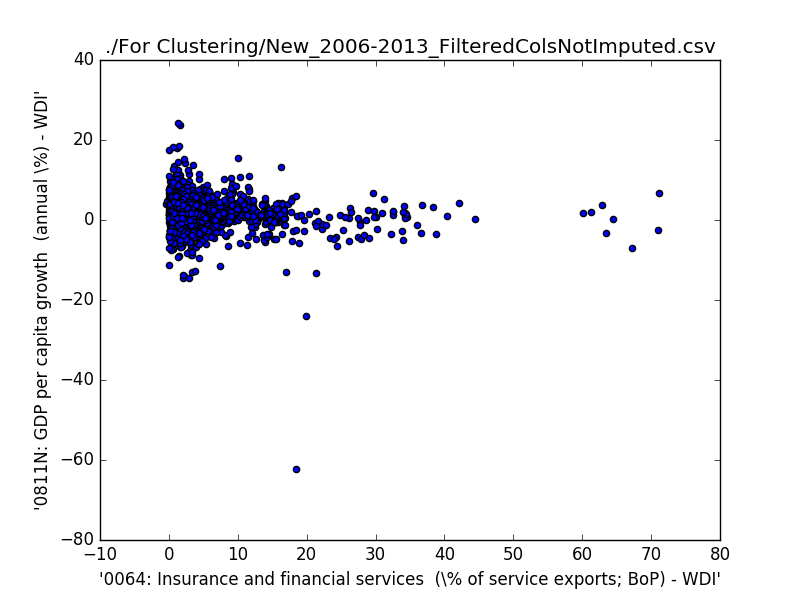 ./For Clustering/New_2006-2013_FilteredColsNotImputed.csv
40
20
0
−20
−40
−60
−80
'0811N: GDP per capita growth  (annual \%) - WDI'
−10 0 10 20 30 40 50 60 70 80
'0064: Insurance and financial services  (\% of service exports; BoP) - WDI'